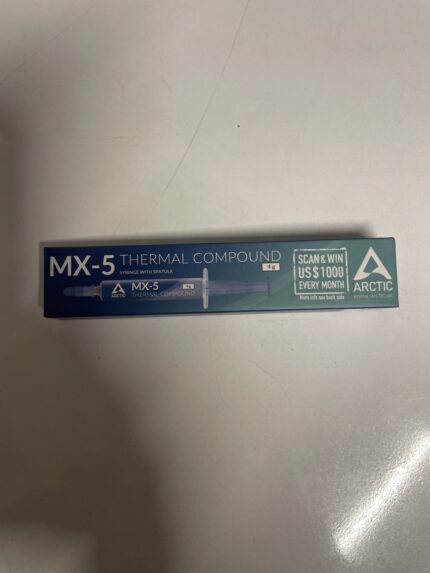 MX-5 THERMAL COMPOUND
SYRINGE WITH SPATULA
4g
MX-5
4g
ARCTIC
THERMAL COMPOUND
SCAN & WIN
US $ 1000
EVERY MONTH
More info see back side
ARCTIC
www.arctic.ac